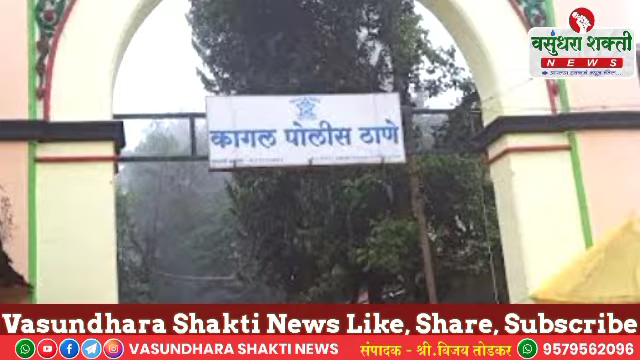 वसुंधरा शक्ती
NEWS
कागल पोलीस ठाणे
Vasundhara Shakti News Like, Share, Subscribe
VASUNDHARA SHAKTI NEWS संपादक - श्री.विजय तोडकर 9579562096